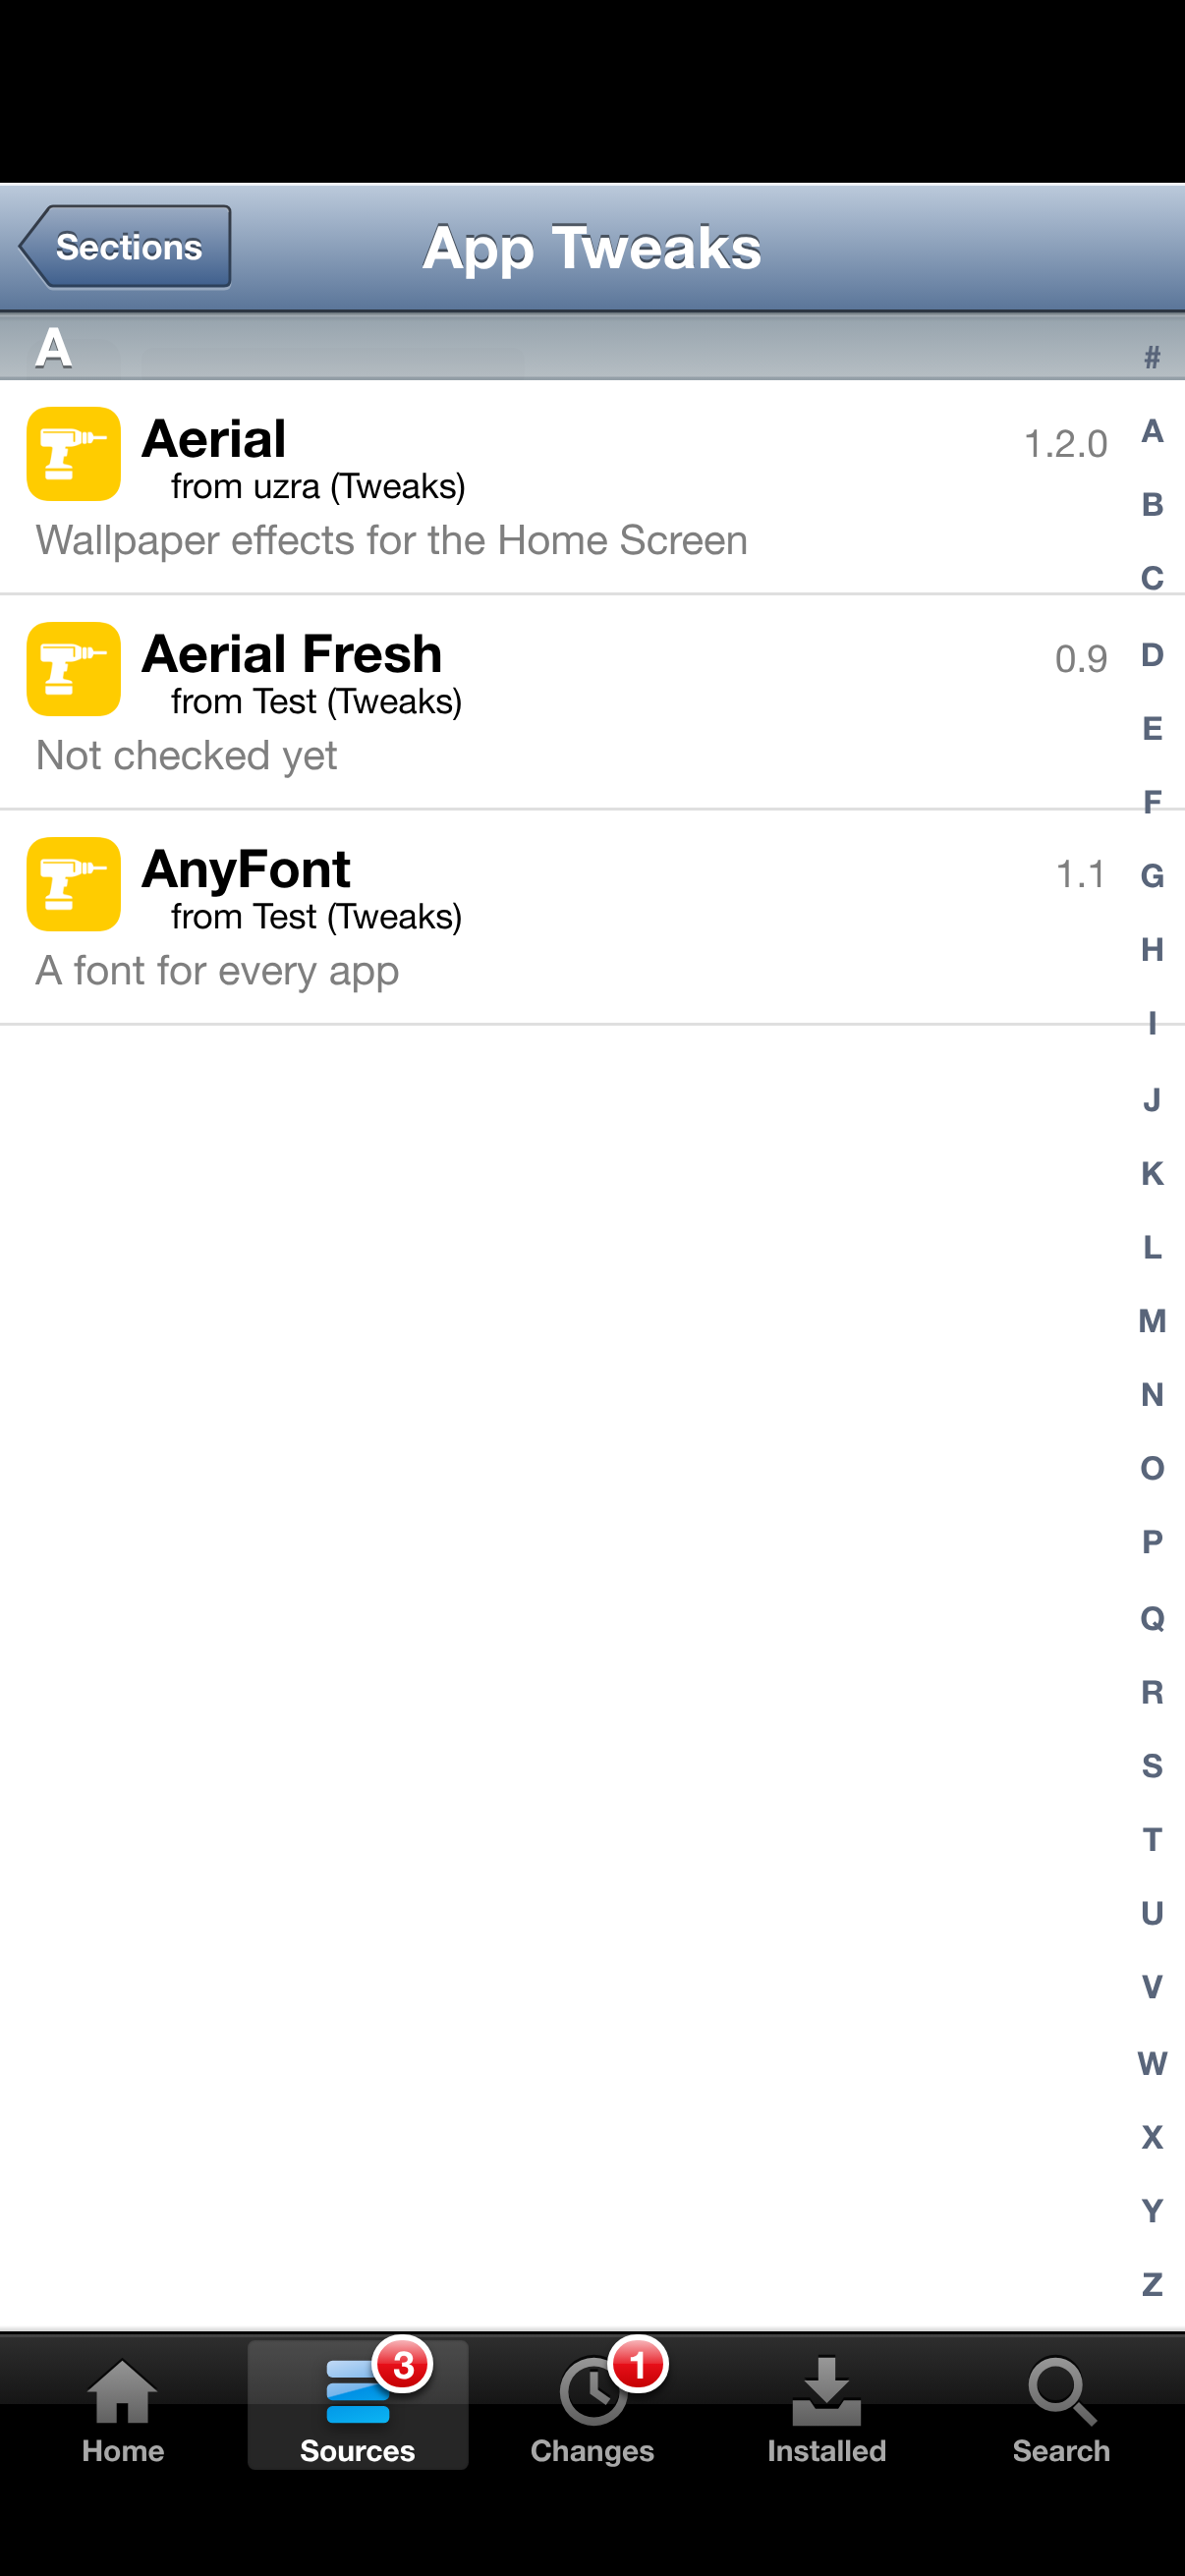 Sections
App Tweaks
A
Aerial
1.2.0
from uzra (Tweaks)
Wallpaper effects for the Home Screen
Aerial Fresh
0.9
from Test (Tweaks)
Not checked yet
AnyFont
1.1
from Test (Tweaks)
A font for every app
#
A
B
C
D
E
F
G
H
I
J
K
L
M
N
O
P
Q
R
S
T
U
V
W
X
Y
Z
3
1
Home
Sources
Changes
Installed
Search